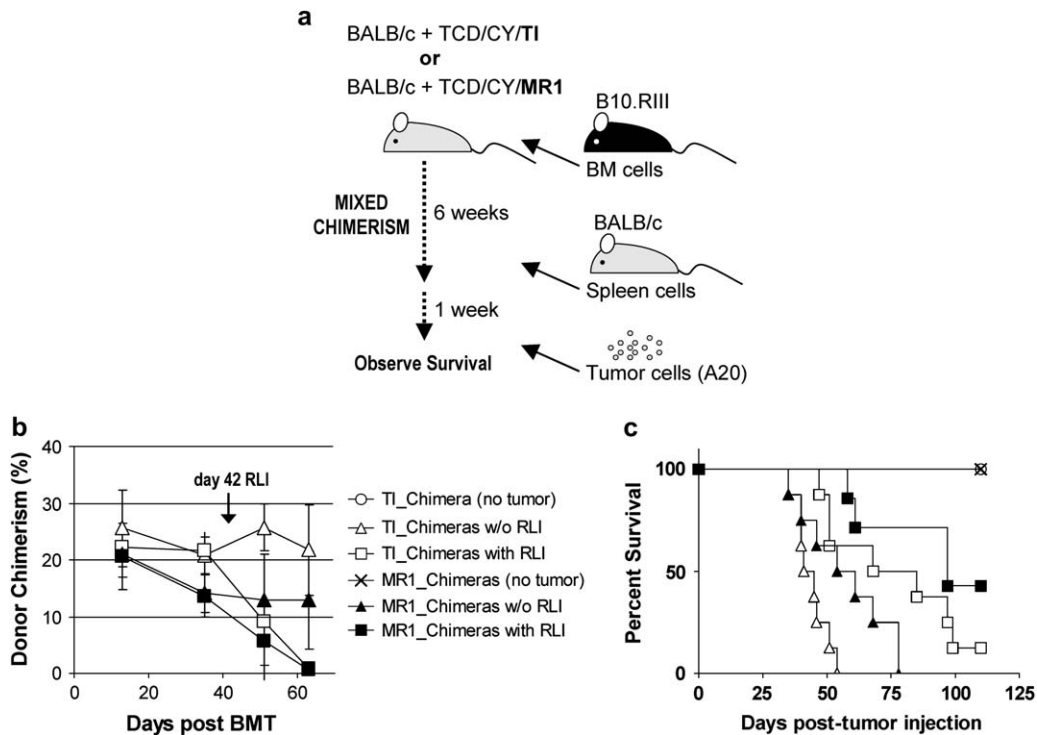 a
BALB/c + TCD/CY/TI
or
BALB/c + TCD/CY/MR1
B10.RIII
BM cells
MIXED
CHIMERISM
6 weeks
BALB/c
Spleen cells
1 week
Observe Survival
Tumor cells (A20)
b
Donor Chimerism (%)
40
30
20
10
0
day 42 RLI
0
20
40
60
Days post BMT
TI_Chimera (no tumor)
TI_Chimeras w/o RLI
TI_Chimeras with RLI
MR1_Chimeras (no tumor)
MR1_Chimeras w/o RLI
MR1_Chimeras with RLI
c
Percent Survival
100
50
0
0
25
50
75
100
125
Days post-tumor injection